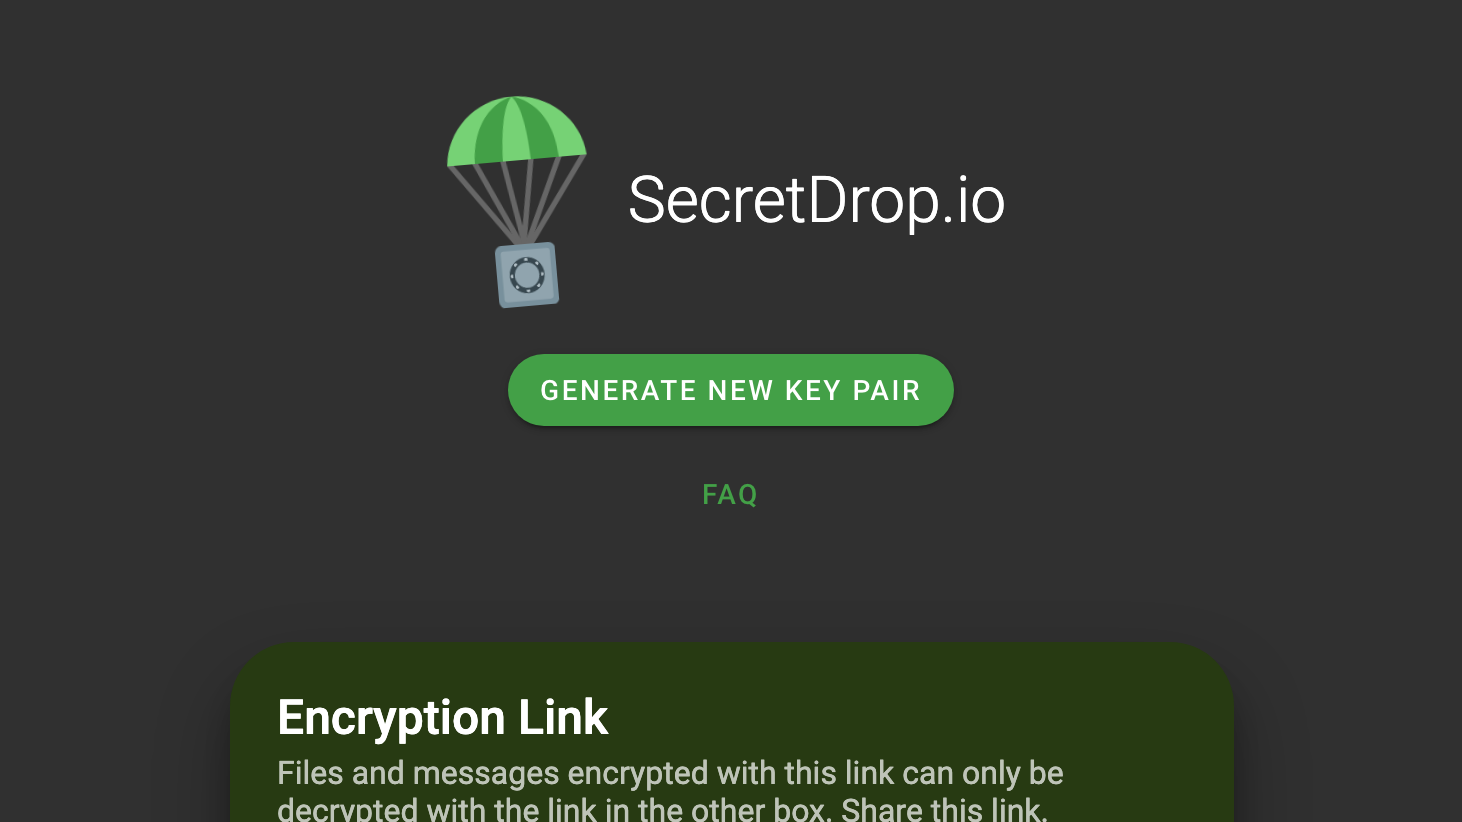 SecretDrop.io
GENERATE NEW KEY PAIR
FAQ
Encryption Link
Files and messages encrypted with this link can only be
decrypted with the link in the other box. Share this link.